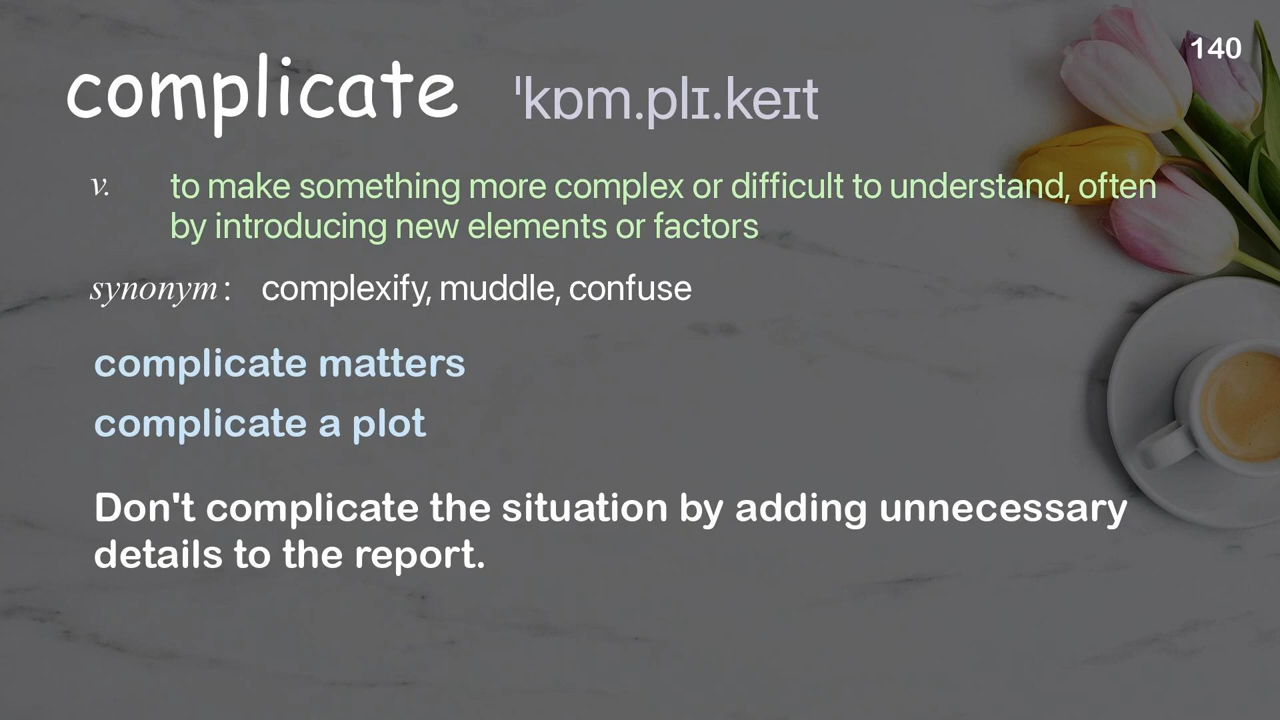 140
complicate ˈkɒm.plɪ.keɪt
v. to make something more complex or difficult to understand, often
by introducing new elements or factors
synonym : complexify, muddle, confuse
complicate matters
complicate a plot
Don't complicate the situation by adding unnecessary
details to the report.